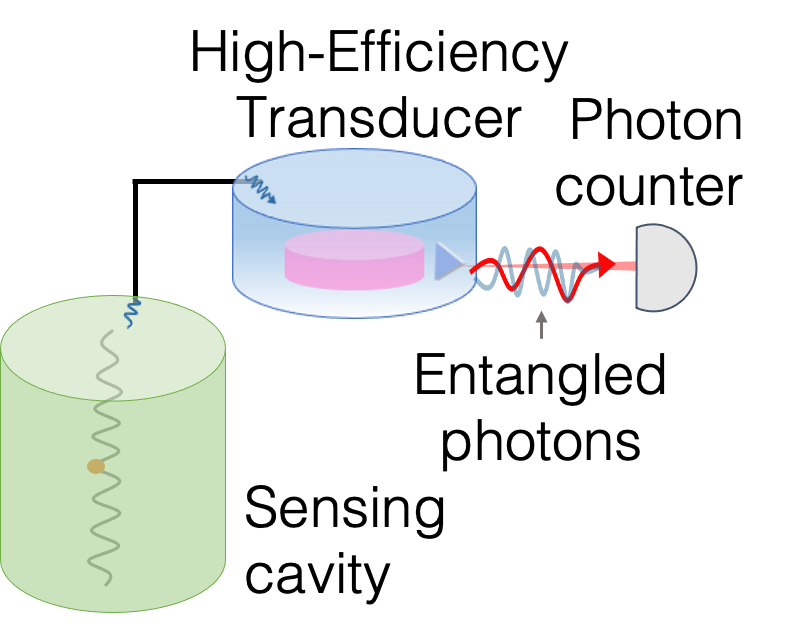 High-Efficiency
Transducer
Photon
counter
Entangled
photons
Sensing
cavity